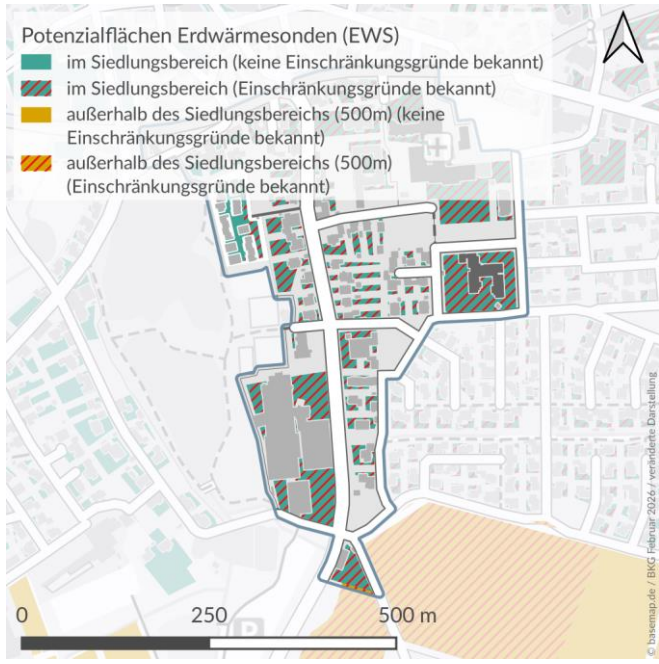 Potenzialflächen Erdwärmesonden (EWS)
im Siedlungsbereich (keine Einschränkungsgründe bekannt)
im Siedlungsbereich (Einschränkungsgründe bekannt)
außerhalb des Siedlungsbereichs (500m) (keine
Einschränkungsgründe bekannt)
außerhalb des Siedlungsbereichs (500m)
(Einschränkungsgründe bekannt)
© basemap.de / BKG Februar 2026 / veränderte Darstellung
P
0 250 500 m